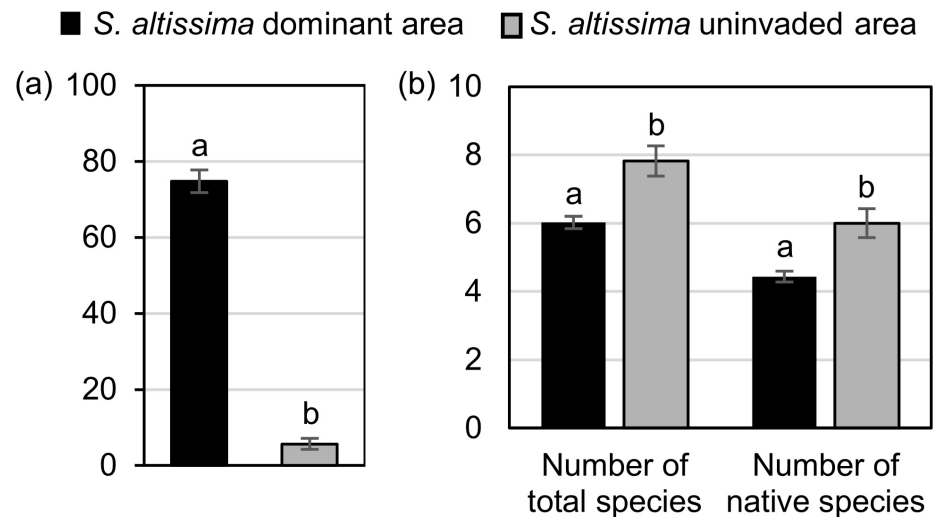 S. altissima dominant area S. altissima uninvaded area
(a) 100 (b) 10
80 8
60 6
40 4
20 2
0 0
a b
a b a b
Number of total species Number of native species